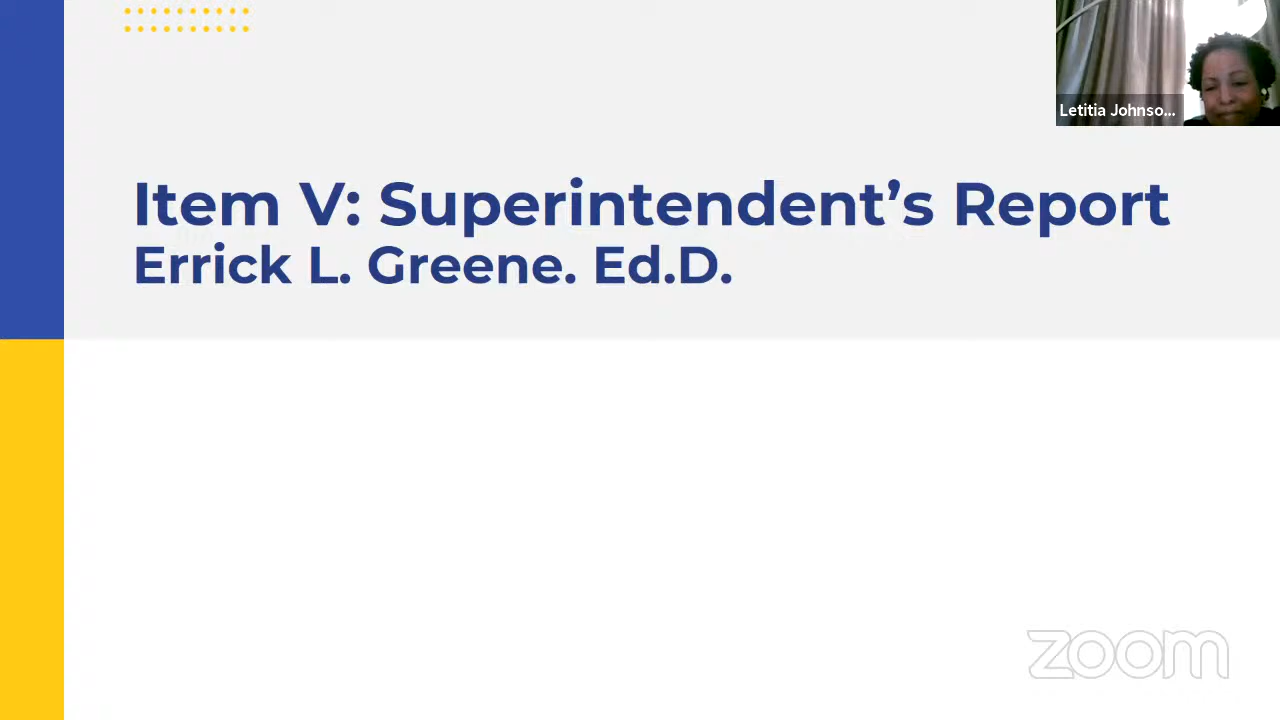 Letitia Johnso...
Item V: Superintendent’s Report
Errick L. Greene. Ed.D.
zoom